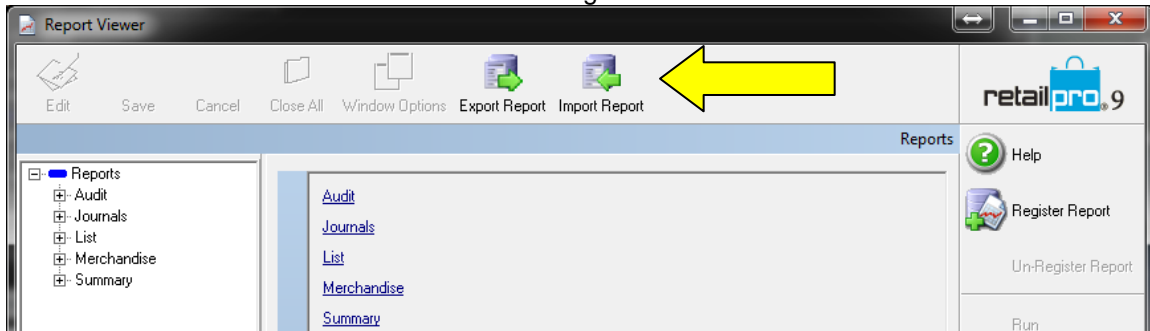 Report Viewer
Edit Save Cancel Close All Window Options Export Report Import Report
retailpro® 9
Reports
Reports
Audit
Journals
List
Merchandise
Summary
Audit
Journals
List
Merchandise
Summary
Help
Register Report
Un-Register Report
Run